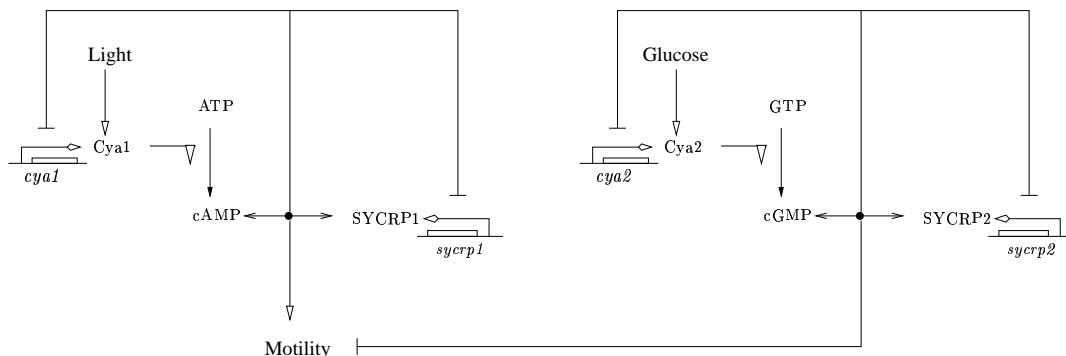 Light
Glucose
ATP
GTP
Cya1
Cya2
cya1
cya2
cAMP
SYCRP1
cGMP
SYCRP2
sycrp1
sycrp2
Motility